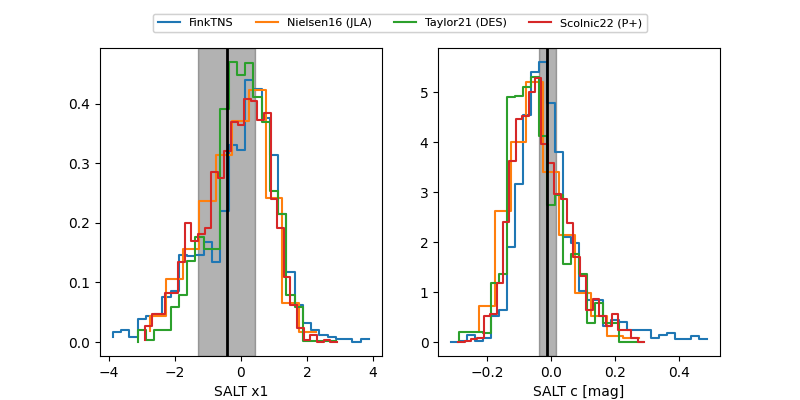 FinkTNS Nielsen16 (JLA) Taylor21 (DES) Scolnic22 (P+)
0.4
0.3
0.2
0.1
0.0
−4 −2 0 2 4
SALT x1
5
4
3
2
1
0
−0.2 0.0 0.2 0.4
SALT c [mag]